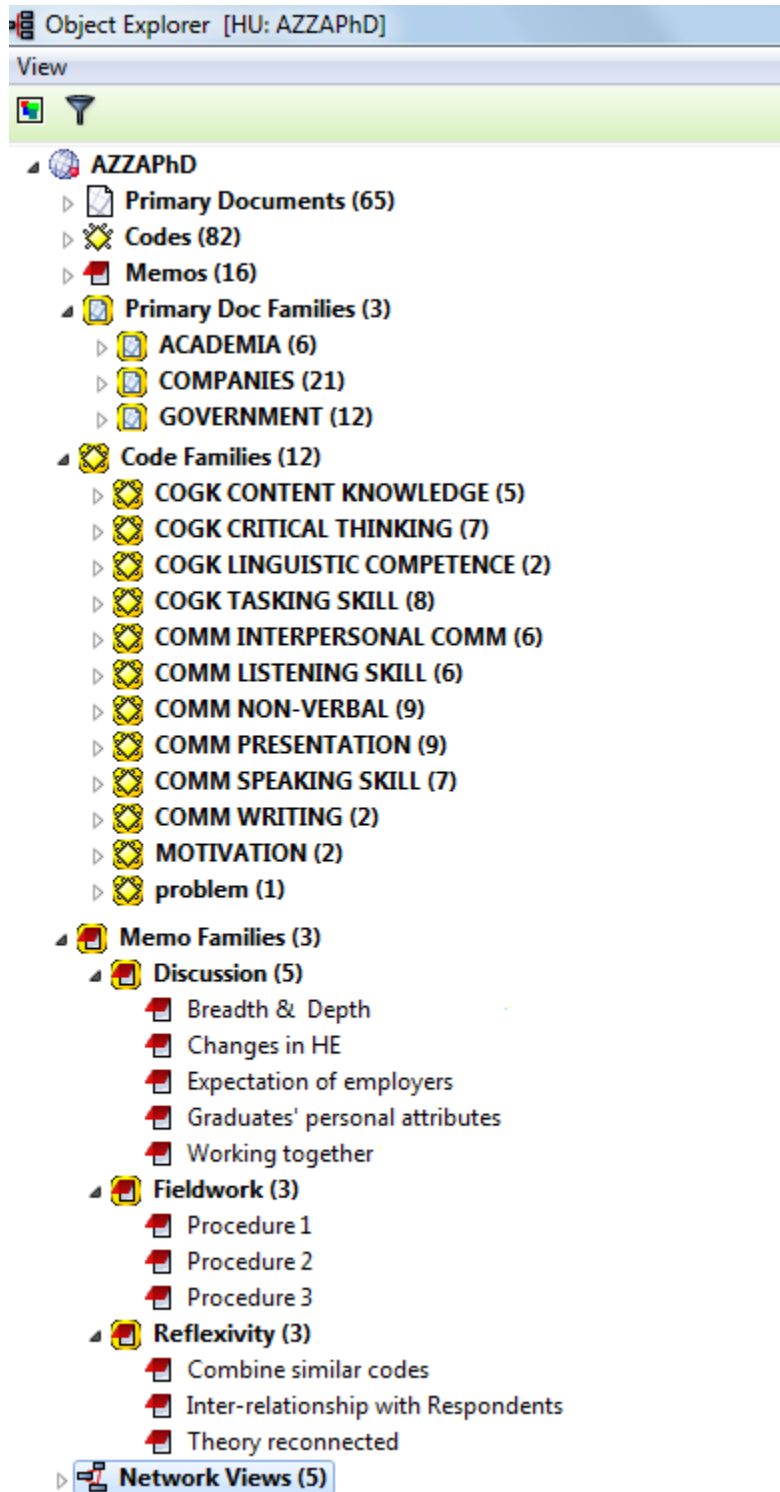 Object Explorer [HU: AZZAPhD]
View
AZZAPhD
Primary Documents (65)
Codes (82)
Memos (16)
Primary Doc Families (3)
ACADEMIA (6)
COMPANIES (21)
GOVERNMENT (12)
Code Families (12)
COGK CONTENT KNOWLEDGE (5)
COGK CRITICAL THINKING (7)
COGK LINGUISTIC COMPETENCE (2)
COGK TASKING SKILL (8)
COMM INTERPERSONAL COMM (6)
COMM LISTENING SKILL (6)
COMM NON-VERBAL (9)
COMM PRESENTATION (9)
COMM SPEAKING SKILL (7)
COMM WRITING (2)
MOTIVATION (2)
problem (1)
Memo Families (3)
Discussion (5)
Breadth & Depth
Changes in HE
Expectation of employers
Graduates' personal attributes
Working together
Fieldwork (3)
Procedure 1
Procedure 2
Procedure 3
Reflexivity (3)
Combine similar codes
Inter-relationship with Respondents
Theory reconnected
Network Views (5)